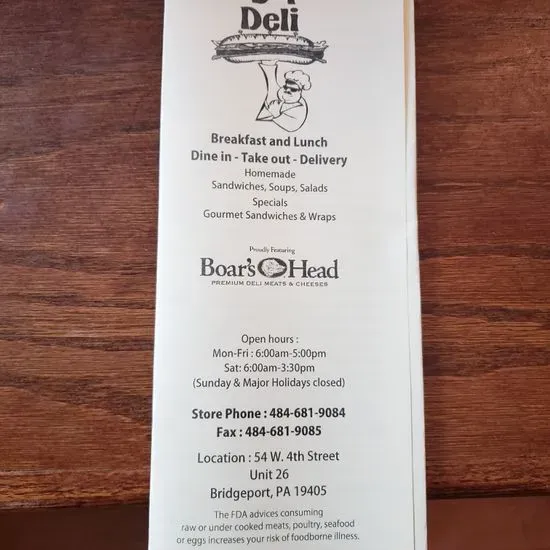 Deli
Breakfast and Lunch
Dine in - Take out - Delivery
Homemade
Sandwiches, Soups, Salads
Specials
Gourmet Sandwiches & Wraps
Proudly Featuring
Boar's Head
PREMIUM DELI MEATS & CHEESES
Open hours :
Mon-Fri : 6:00am-5:00pm
Sat: 6:00am-3:30pm
(Sunday & Major Holidays closed)
Store Phone : 484-681-9084
Fax : 484-681-9085
Location : 54 W. 4th Street
Unit 26
Bridgeport, PA 19405
The FDA advices consuming
raw or under cooked meats, poultry, seafood
or eggs increases your risk of foodborne illness.